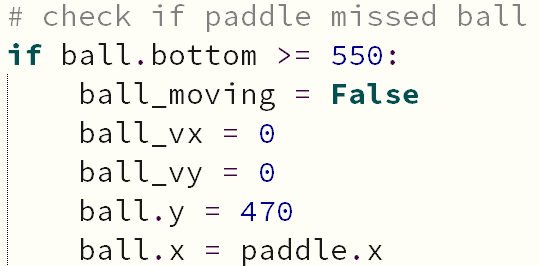 # check if paddle missed ball
if ball.bottom >= 550:
    ball_moving = False
    ball_vx = 0
    ball_vy = 0
    ball.y = 470
    ball.x = paddle.x